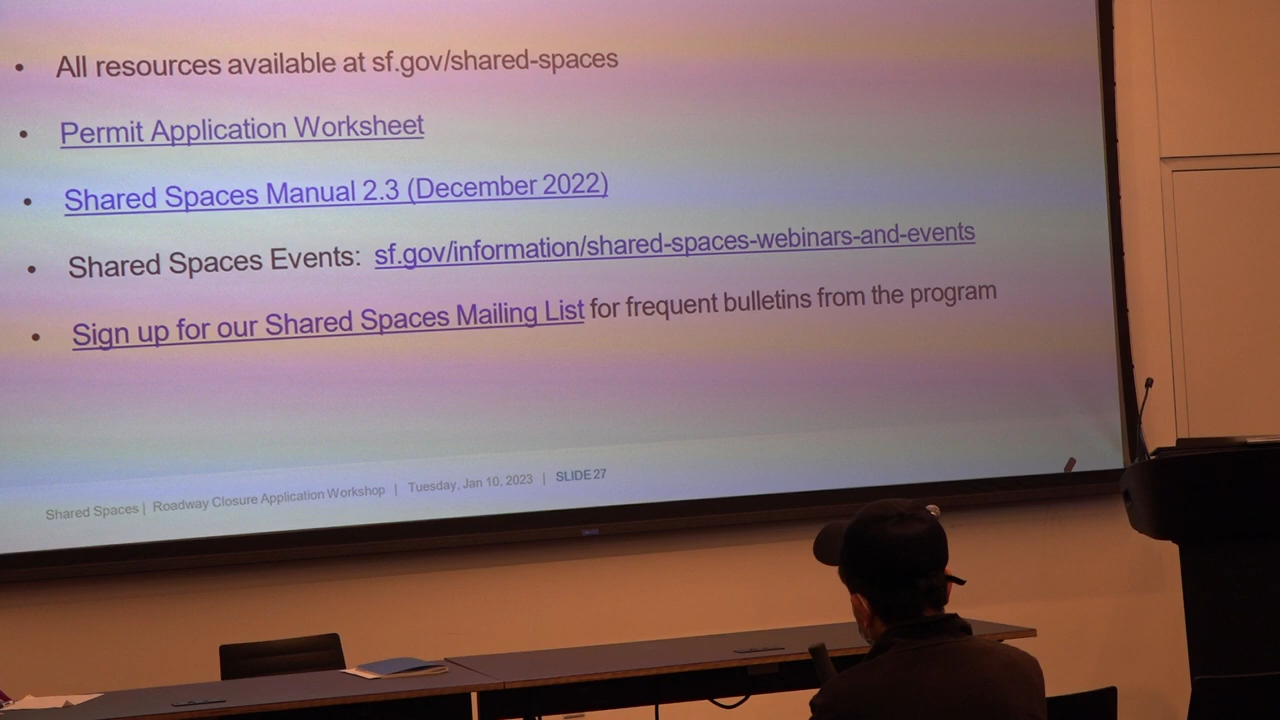 • All resources available at sf.gov/shared-spaces
• Permit Application Worksheet
• Shared Spaces Manual 2.3 (December 2022)
• Shared Spaces Events: sf.gov/information/shared-spaces-webinars-and-events
• Sign up for our Shared Spaces Mailing List for frequent bulletins from the program
Shared Spaces | Roadway Closure Application Workshop | Tuesday, Jan 10, 2023 | SLIDE 27